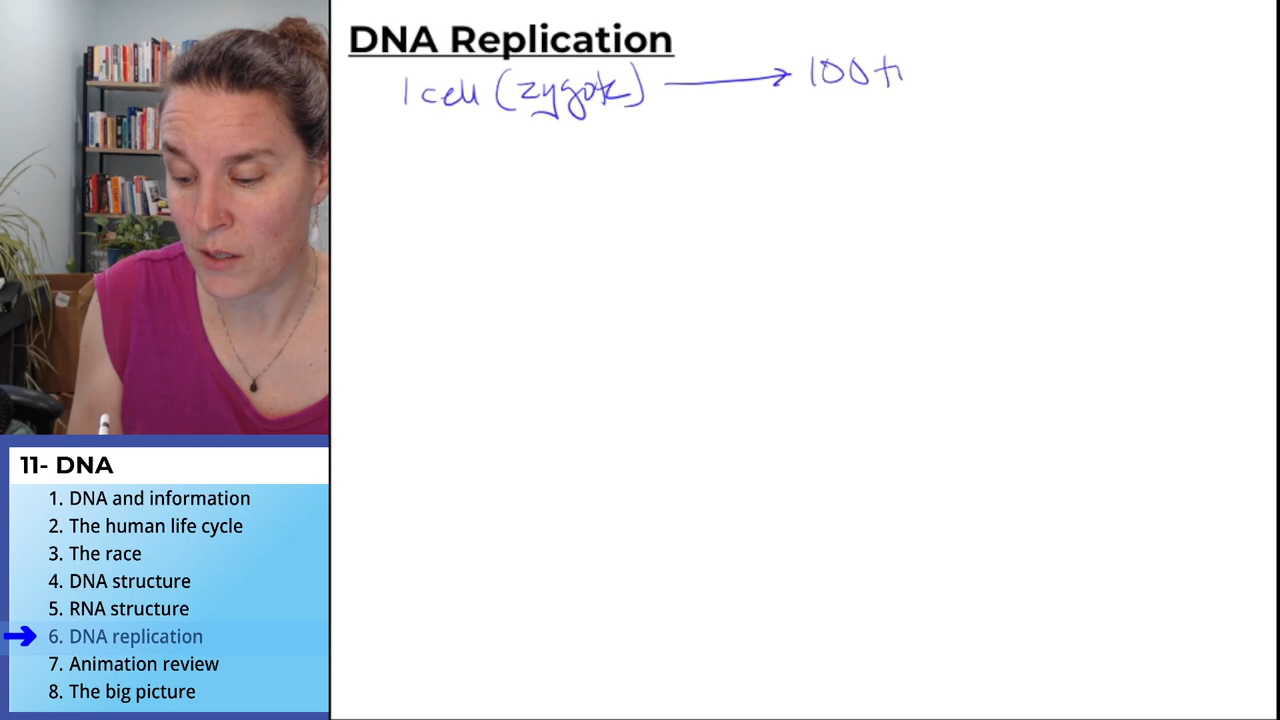 DNA Replication
1 cell (zygote) → 100 tr
11- DNA
1. DNA and information
2. The human life cycle
3. The race
4. DNA structure
5. RNA structure
6. DNA replication
7. Animation review
8. The big picture